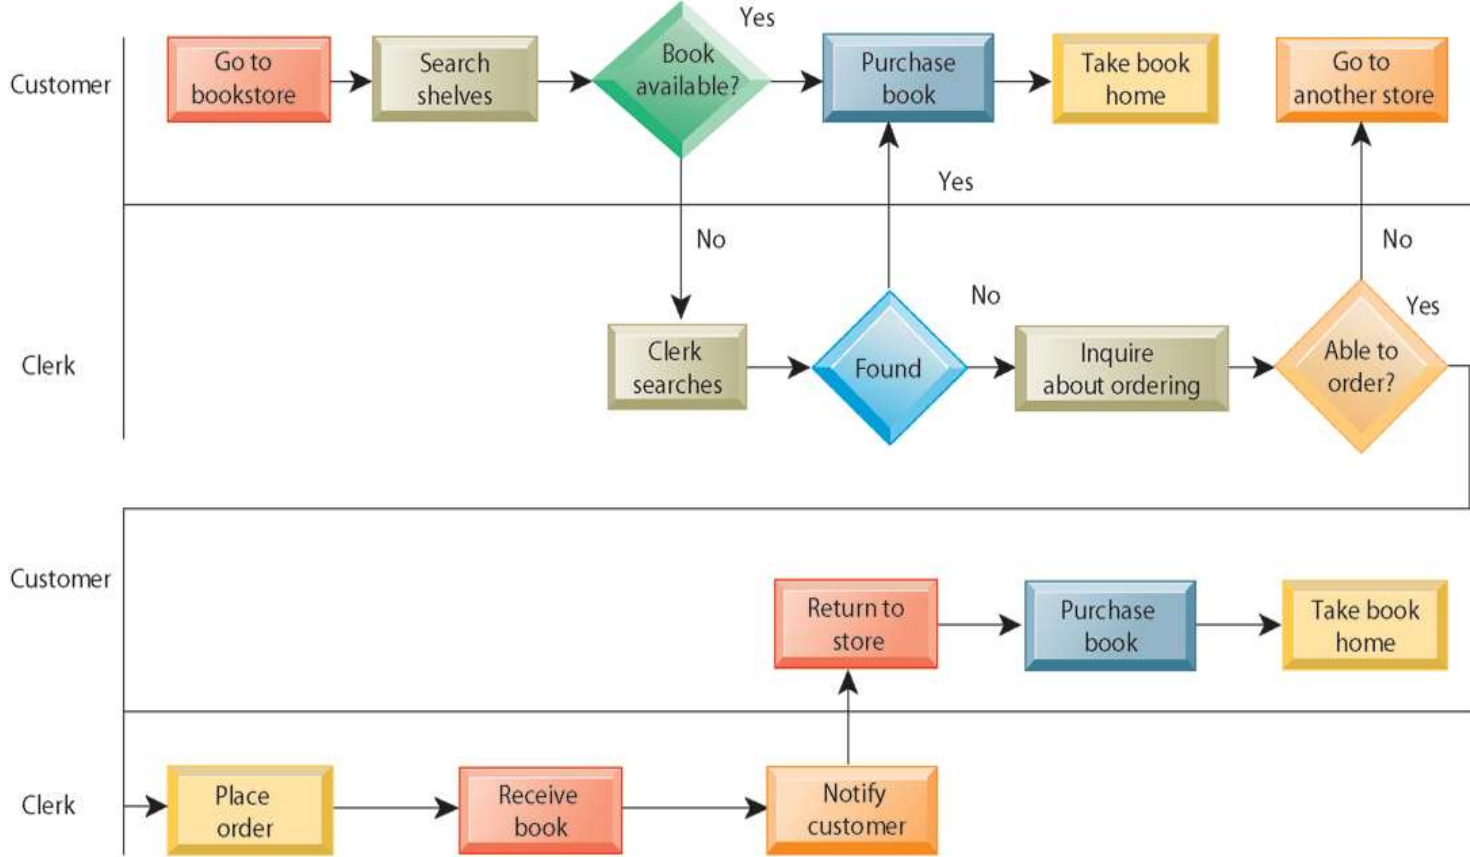 Customer
Go to
bookstore
Search
shelves
Book
available?
Yes
Purchase
book
Take book
home
Go to
another store
Yes
No
No
No
Yes
Clerk
Clerk
searches
Found
Inquire
about ordering
Able to
order?
Customer
Return to
store
Purchase
book
Take book
home
Clerk
Place
order
Receive
book
Notify
customer